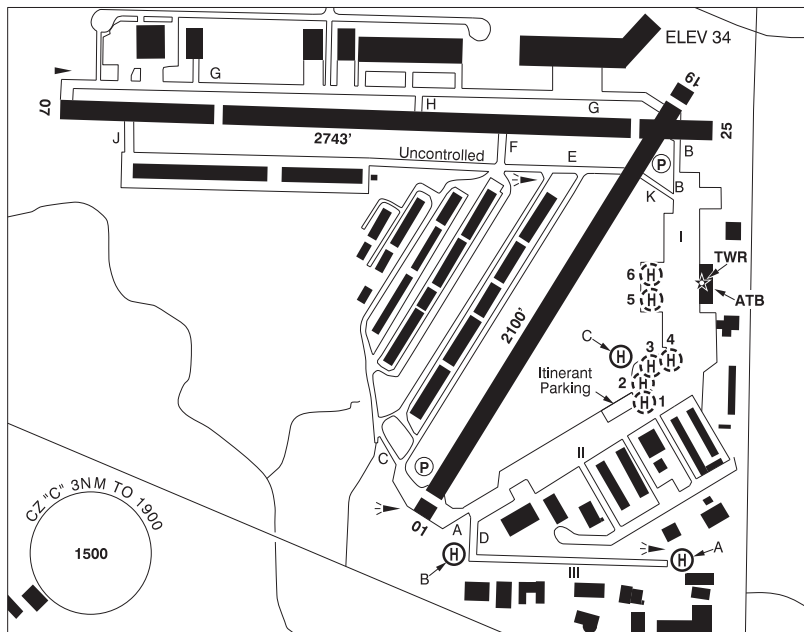 ELEV 34
G
19
07
H
G
25
J
2743'
F
B
Uncontrolled
E
P
B
K
I
TWR
6 H
ATB
5 H
2100'
C
H
3
4
H
H
2 H
Itinerant
Parking
H 1
C
P
II
CZ "C" 3NM TO 1900
1500
01
A
D
H
B
III
H
A